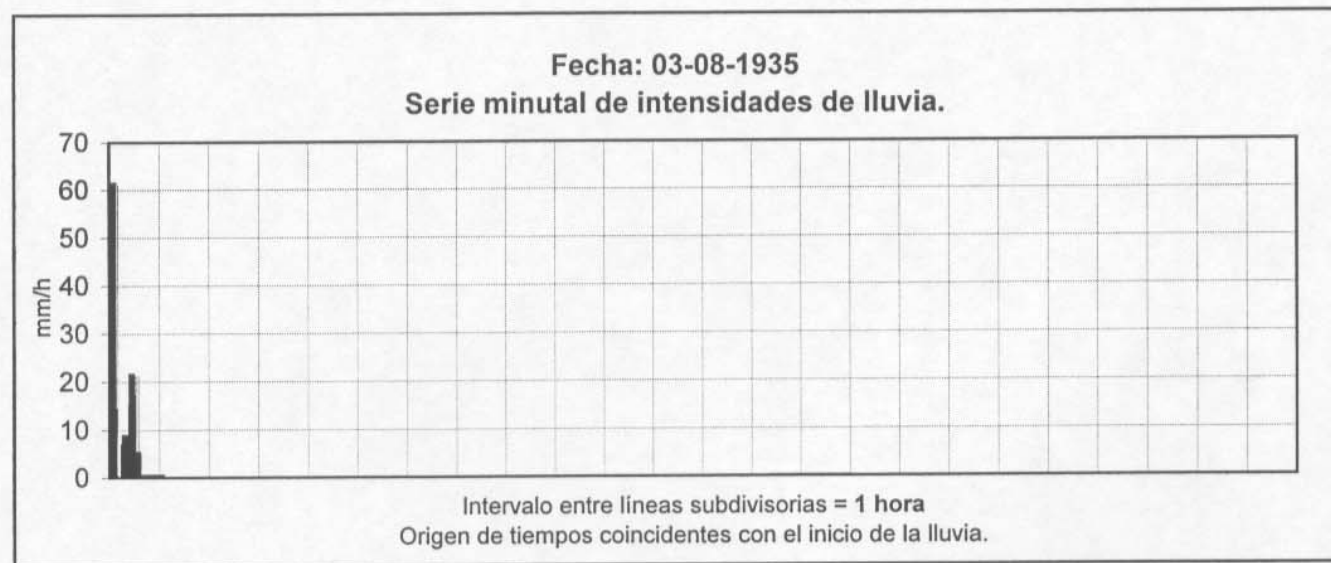 Fecha: 03-08-1935
Serie minutal de intensidades de lluvia.
70
60
50
40
30
20
10
0
mm/h
Intervalo entre líneas subdivisorias = 1 hora
Origen de tiempos coincidentes con el inicio de la lluvia.